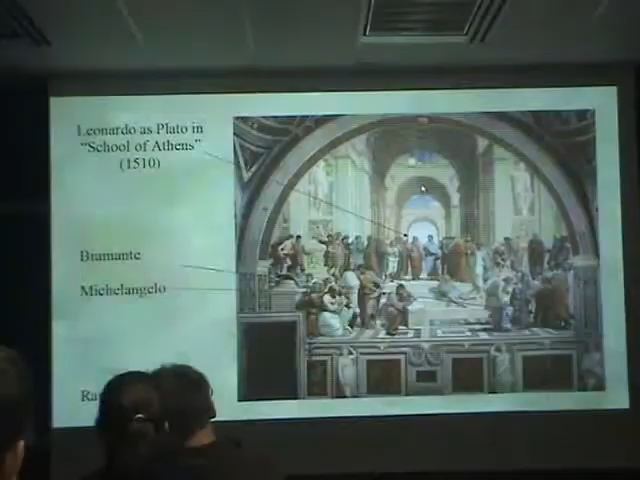 Leonardo as Plato in
“School of Athens”
(1510)
Bramante
Michelangelo